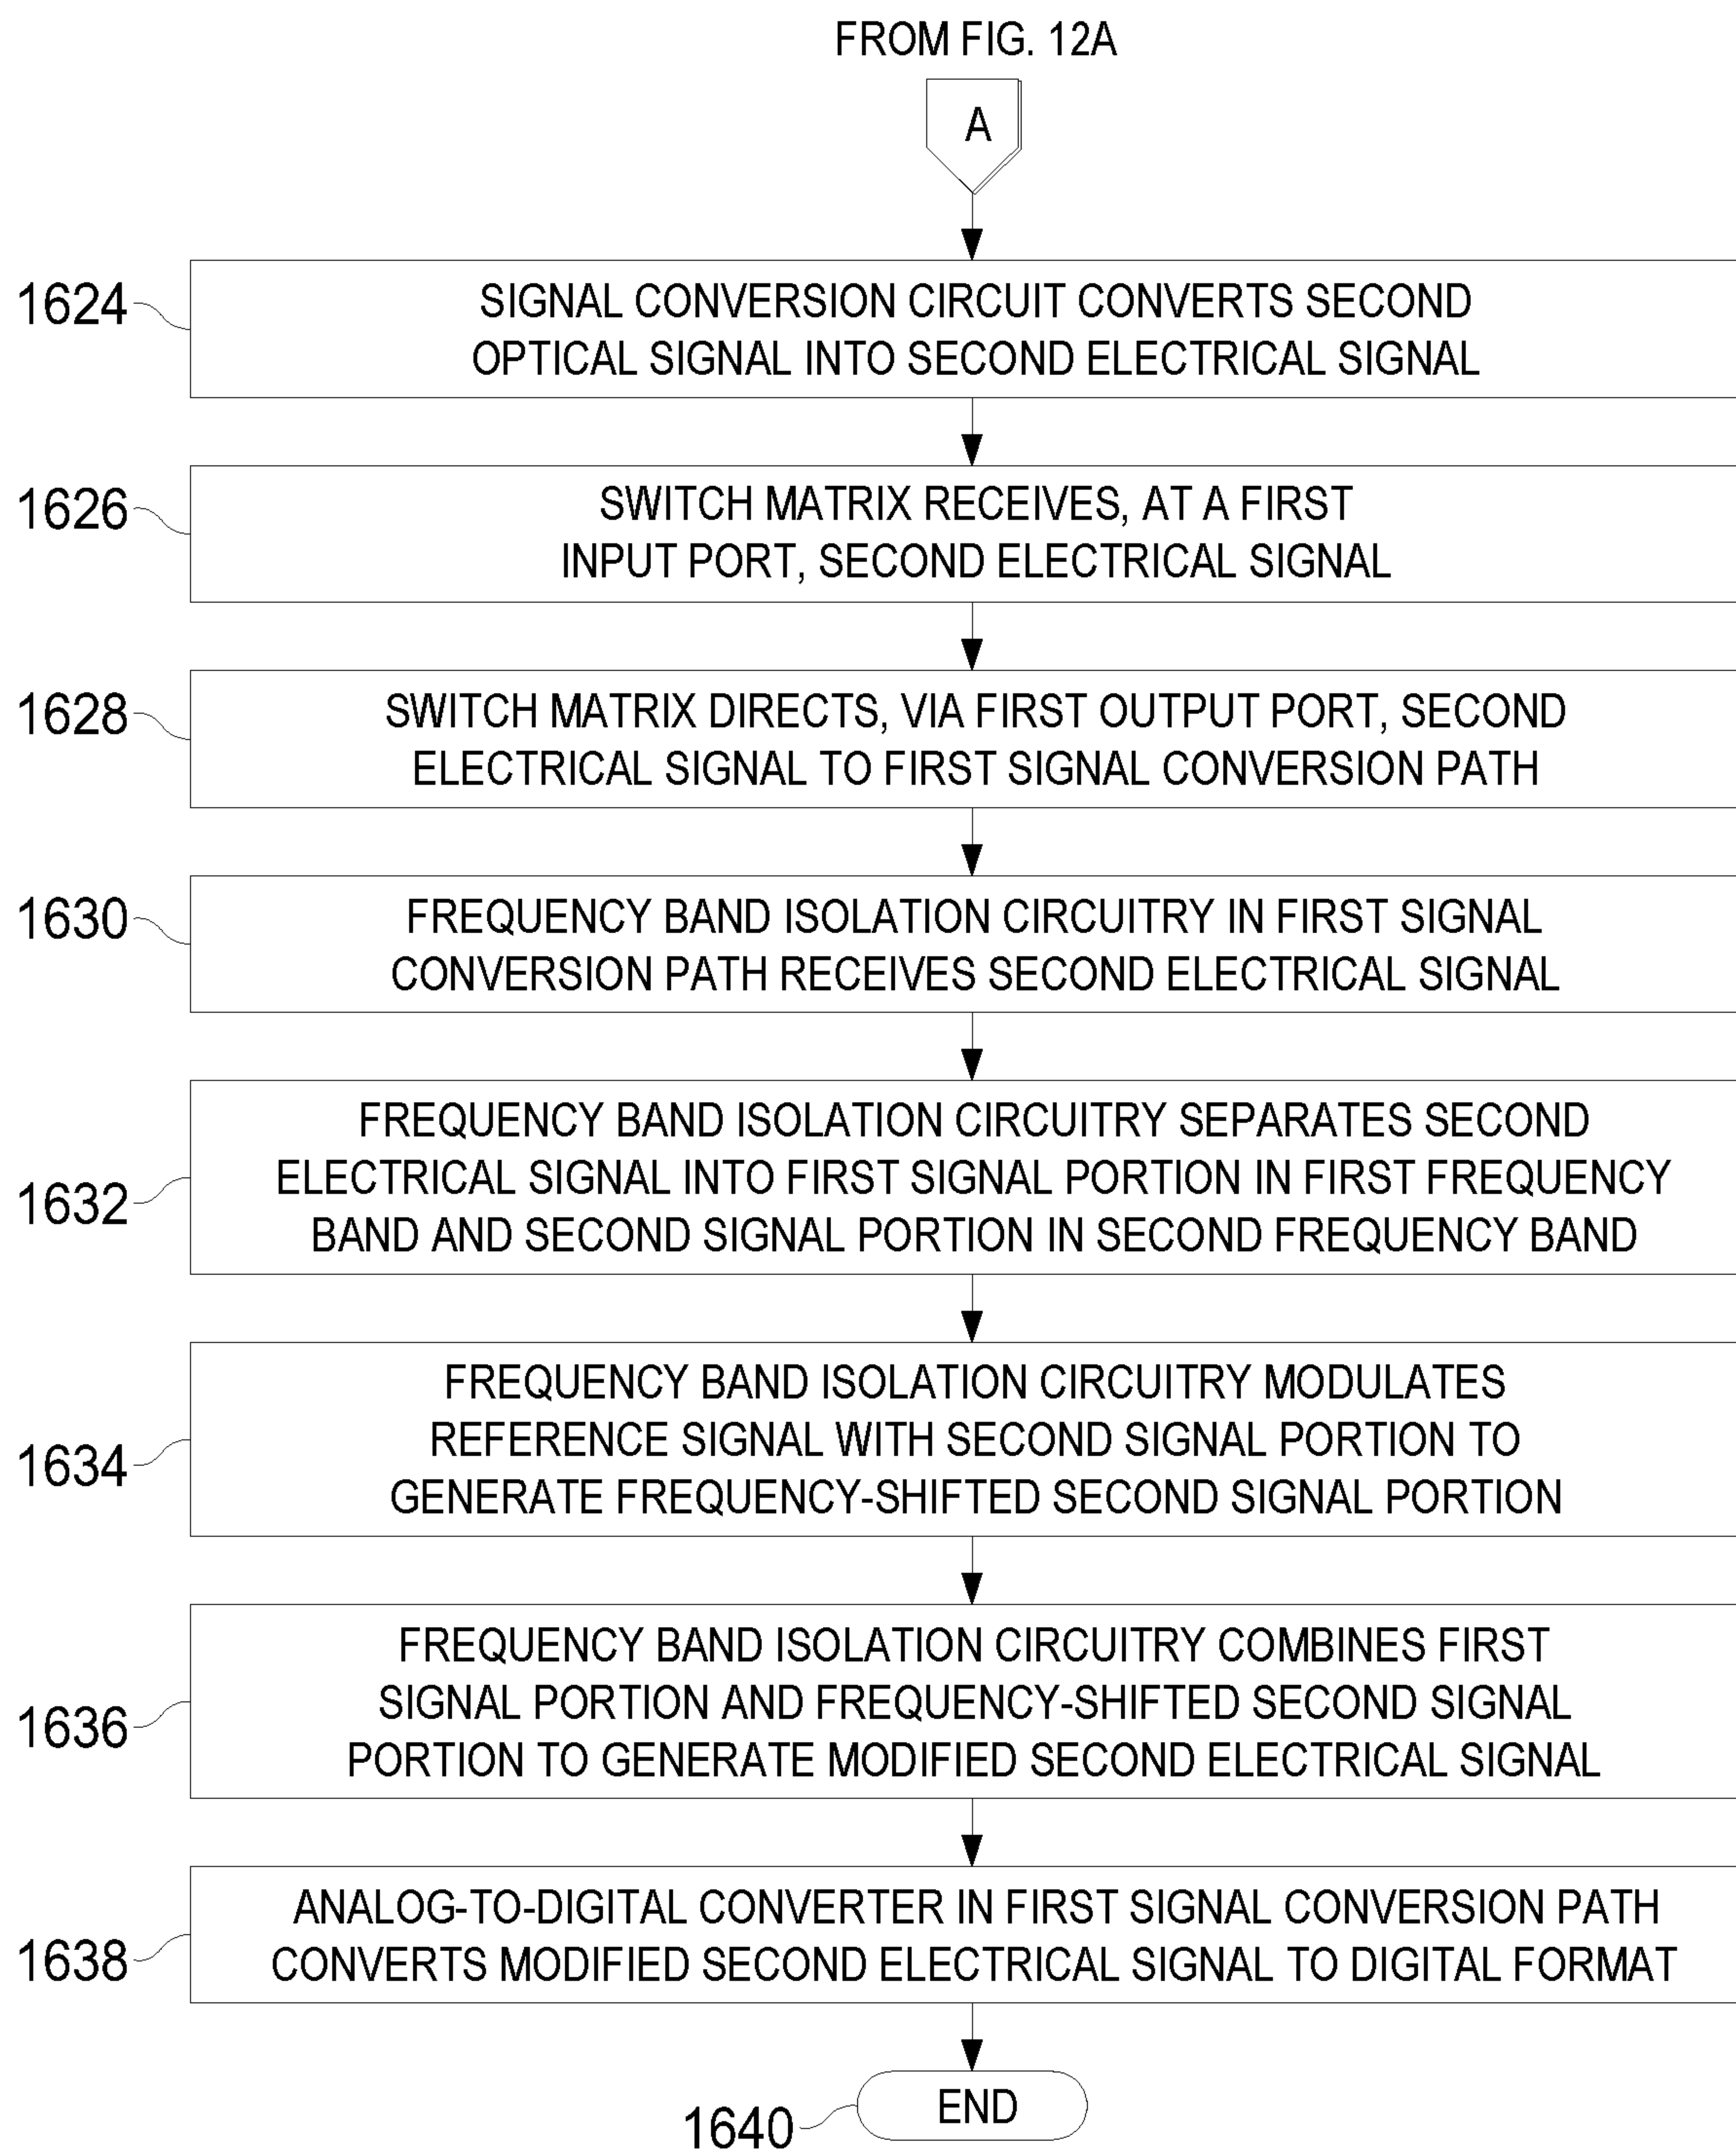 FROM FIG. 12A
A
1624
SIGNAL CONVERSION CIRCUIT CONVERTS SECOND
OPTICAL SIGNAL INTO SECOND ELECTRICAL SIGNAL
1626
SWITCH MATRIX RECEIVES, AT A FIRST
INPUT PORT, SECOND ELECTRICAL SIGNAL
1628
SWITCH MATRIX DIRECTS, VIA FIRST OUTPUT PORT, SECOND
ELECTRICAL SIGNAL TO FIRST SIGNAL CONVERSION PATH
1630
FREQUENCY BAND ISOLATION CIRCUITRY IN FIRST SIGNAL
CONVERSION PATH RECEIVES SECOND ELECTRICAL SIGNAL
1632
FREQUENCY BAND ISOLATION CIRCUITRY SEPARATES SECOND
ELECTRICAL SIGNAL INTO FIRST SIGNAL PORTION IN FIRST FREQUENCY
BAND AND SECOND SIGNAL PORTION IN SECOND FREQUENCY BAND
1634
FREQUENCY BAND ISOLATION CIRCUITRY MODULATES
REFERENCE SIGNAL WITH SECOND SIGNAL PORTION TO
GENERATE FREQUENCY-SHIFTED SECOND SIGNAL PORTION
1636
FREQUENCY BAND ISOLATION CIRCUITRY COMBINES FIRST
SIGNAL PORTION AND FREQUENCY-SHIFTED SECOND SIGNAL
PORTION TO GENERATE MODIFIED SECOND ELECTRICAL SIGNAL
1638
ANALOG-TO-DIGITAL CONVERTER IN FIRST SIGNAL CONVERSION PATH
CONVERTS MODIFIED SECOND ELECTRICAL SIGNAL TO DIGITAL FORMAT
1640
END